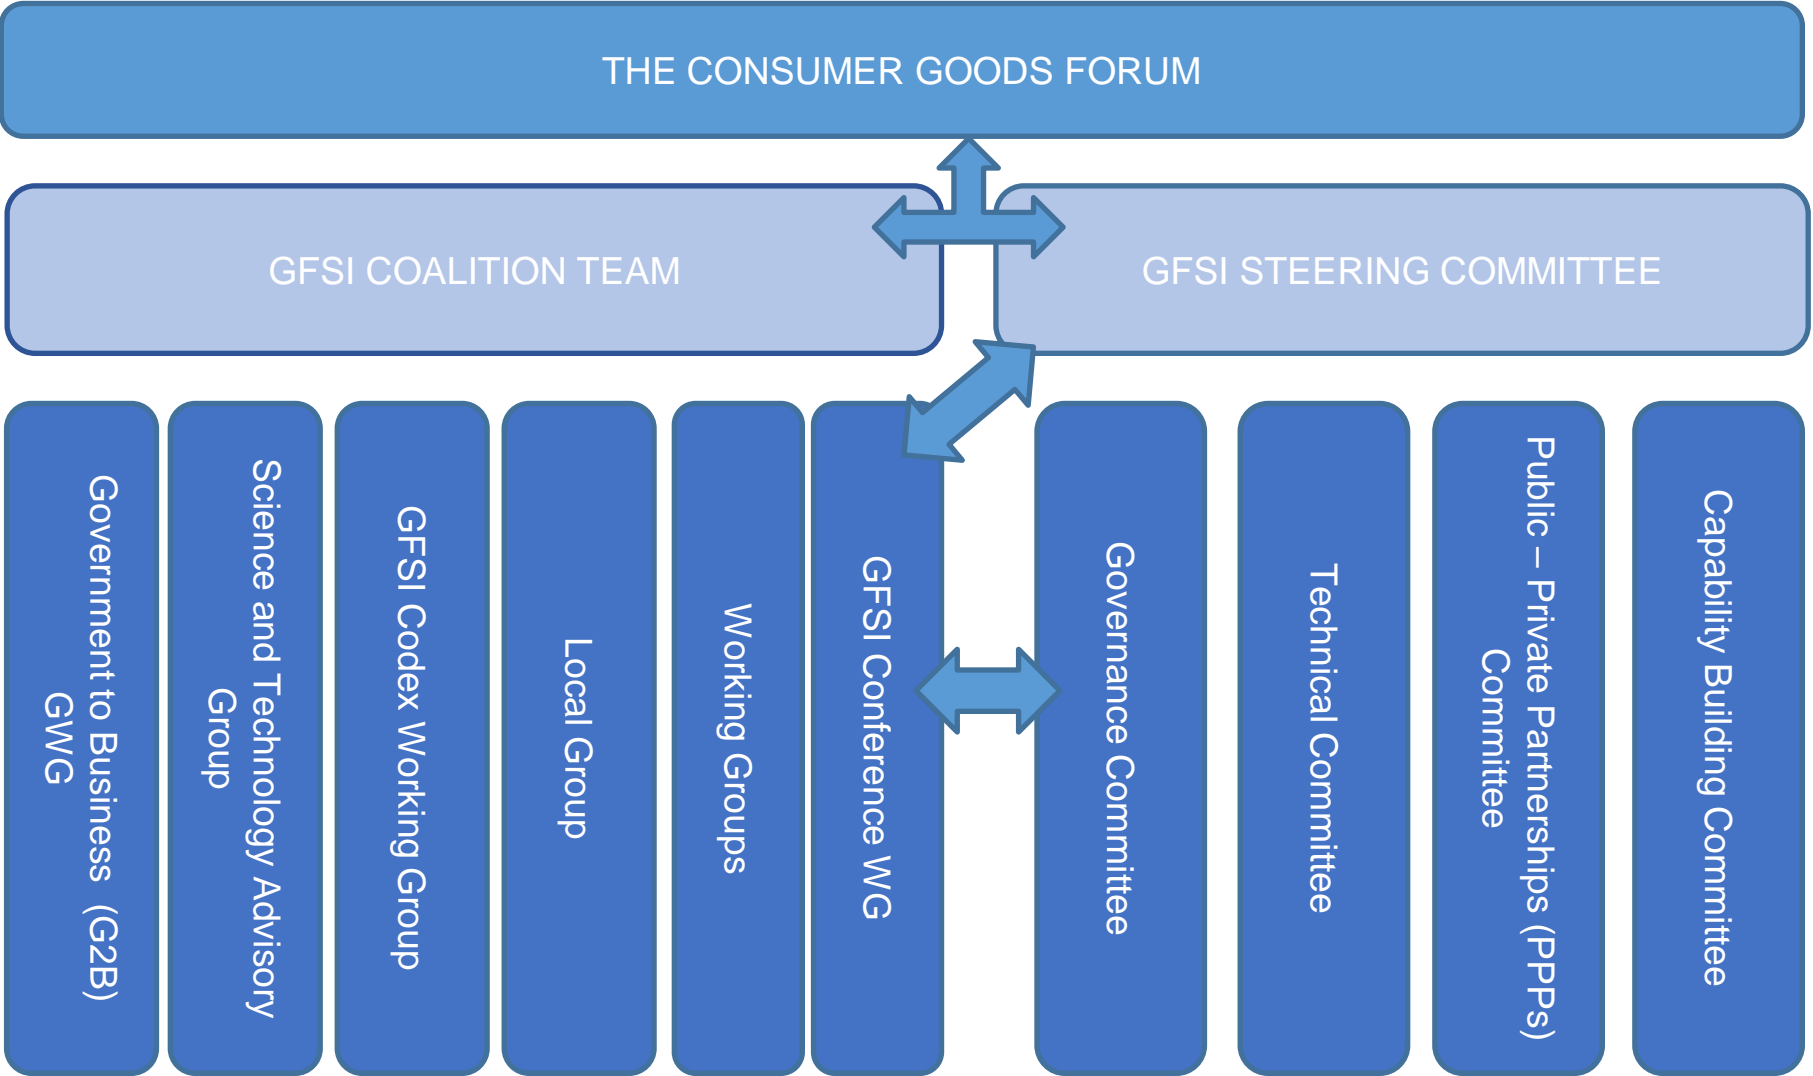 THE CONSUMER GOODS FORUM
GFSI COALITION TEAM
GFSI STEERING COMMITTEE
Government to Business  (G2B)
GWG
Science and Technology Advisory
Group
GFSI Codex Working Group
Local Group
Working Groups
GFSI Conference WG
Governance Committee
Technical Committee
Public – Private Partnerships (PPPs)
Committee
Capability Building Committee